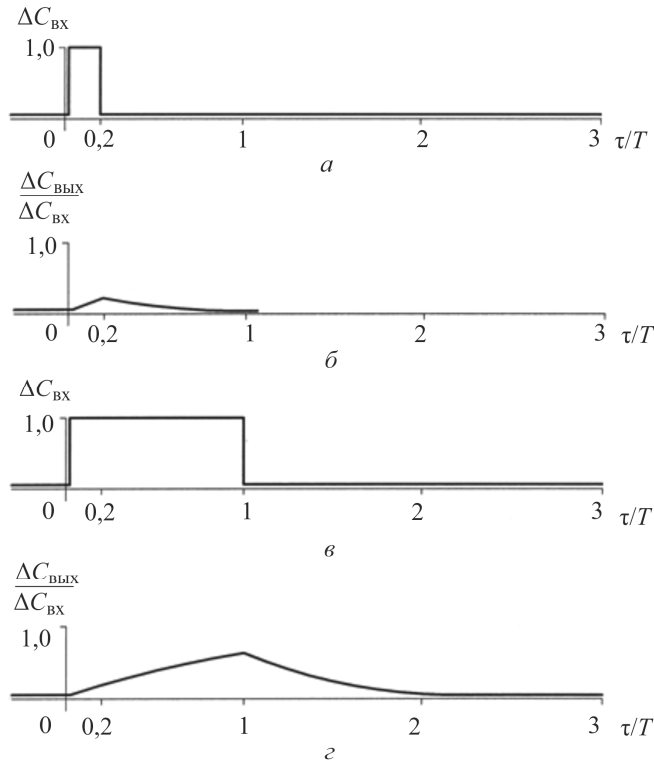 ΔCвх
1,0
0 0,2 1 2 3 τ/T
а
ΔCвых
ΔCвх
1,0
0 0,2 1 2 3 τ/T
б
ΔCвх
1,0
0 0,2 1 2 3 τ/T
в
ΔCвых
ΔCвх
1,0
0 0,2 1 2 3 τ/T
г